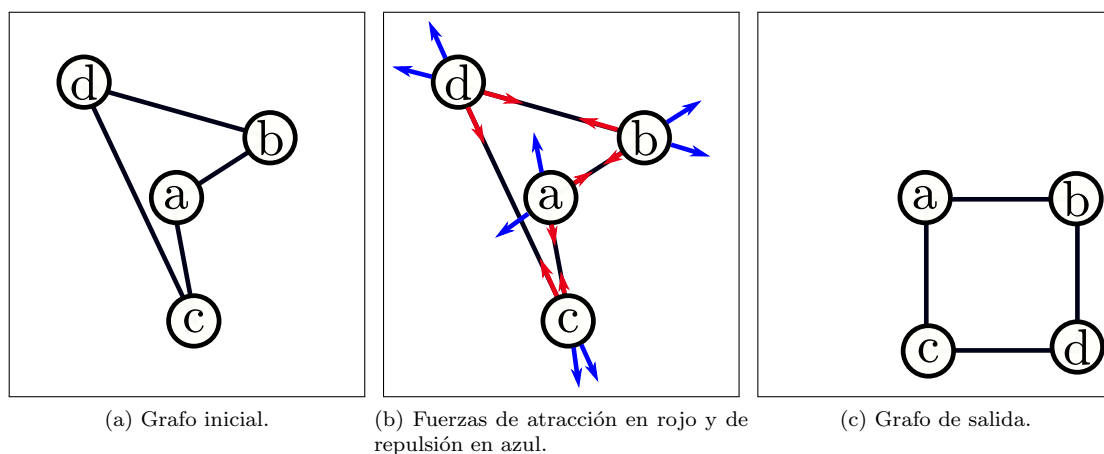 d
b
a
c
d
b
a
c
a
b
c
d
(a) Grafo inicial.
(b) Fuerzas de atracción en rojo y de
repulsión en azul.
(c) Grafo de salida.